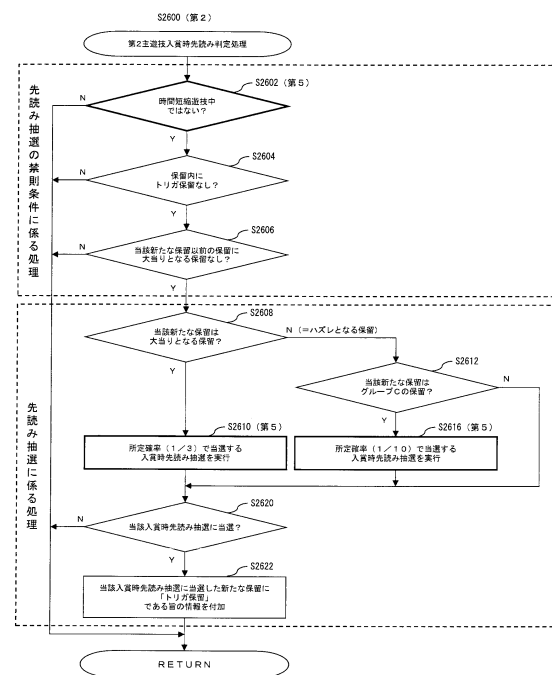 S2600（第２）
第２主遊技入賞時先読み判定処理
先読み抽選の禁則条件に係る処理
S2602（第５）
時間短縮遊技中
ではない？
N
Y
S2604
保留内に
トリガ保留なし？
N
Y
S2606
当該新たな保留以前の保留に
大当りとなる保留なし？
N
Y
先読み抽選に係る処理
S2608
当該新たな保留は
大当りとなる保留？
N（＝ハズレとなる保留）
Y
S2612
当該新たな保留は
グループCの保留？
N
Y
S2610（第５）
所定確率（１／３）で当選する
入賞時先読み抽選を実行
S2616（第５）
所定確率（１／１０）で当選する
入賞時先読み抽選を実行
S2620
当該入賞時先読み抽選に当選？
N
Y
S2622
当該入賞時先読み抽選に当選した新たな保留に
「トリガ保留」
である旨の情報を付加
RETURN